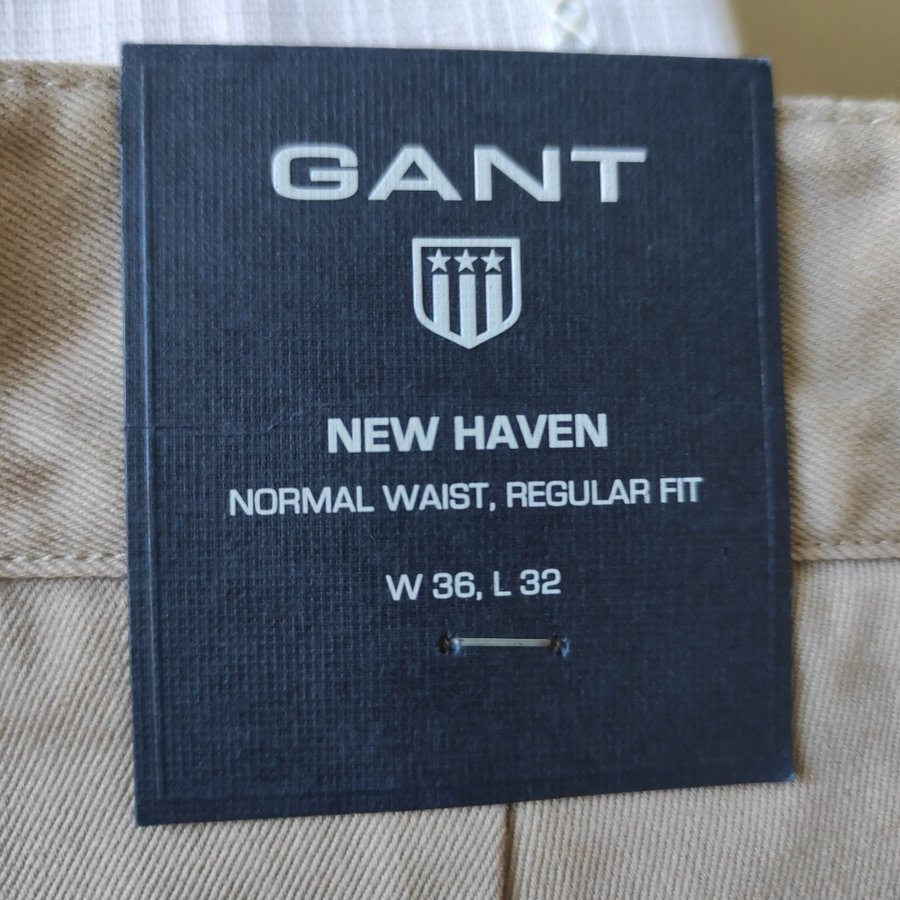 GANT
NEW HAVEN
NORMAL WAIST, REGULAR FIT
W 36, L 32